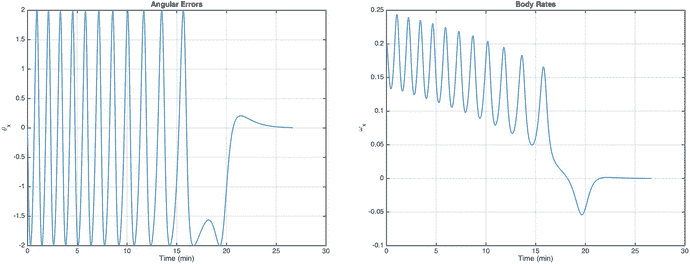 Angular Errors
2
1.5
1
0.5
0
-0.5
-1
-1.5
-2
θx
0 5 10 15 20 25 30
Time (min)
Body Rates
0.25
0.2
0.15
0.1
0.05
0
-0.05
-0.1
ωx
0 5 10 15 20 25 30
Time (min)